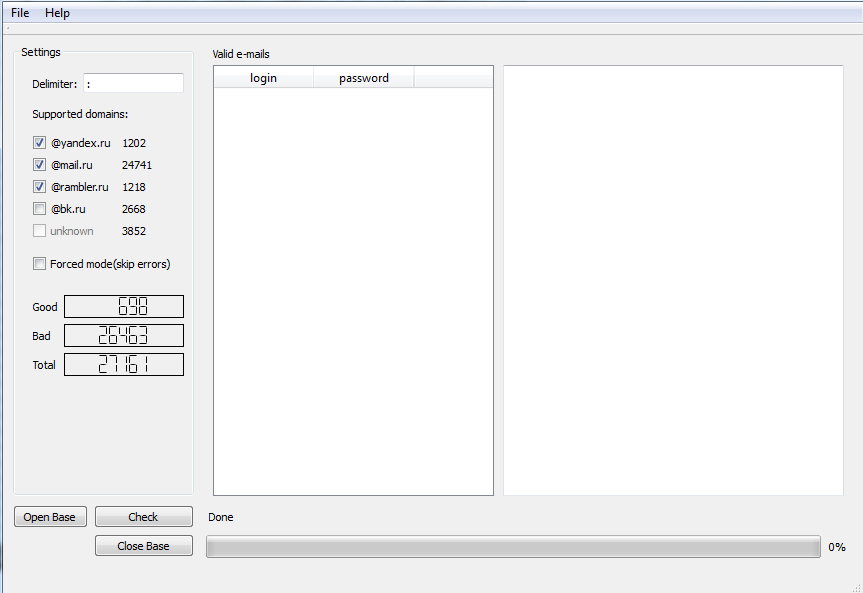 File Help
Settings
Delimiter: :
Supported domains:
@yandex.ru 1202
@mail.ru 24741
@rambler.ru 1218
@bk.ru 2668
unknown 3852
Forced mode(skip errors)
Good 698
Bad 26463
Total 27161
Valid e-mails
login password
Open Base Check Done
Close Base 0%